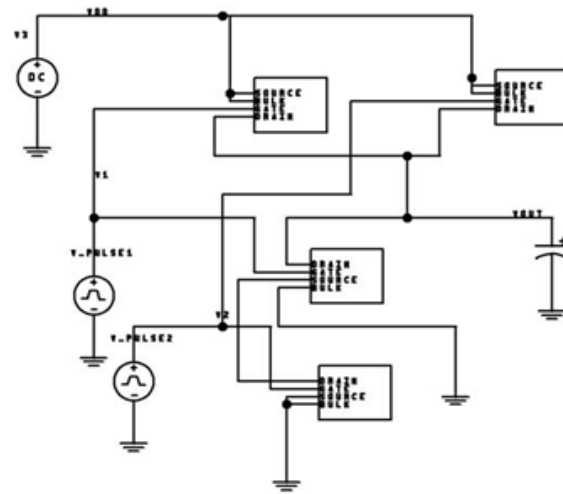 VDD
V3
DC
SOURCE
BULK
GATE
DRAIN
SOURCE
BULK
GATE
DRAIN
V1
VOUT
V_PULSE1
DRAIN
GATE
SOURCE
BULK
V2
V_PULSE2
DRAIN
GATE
SOURCE
BULK